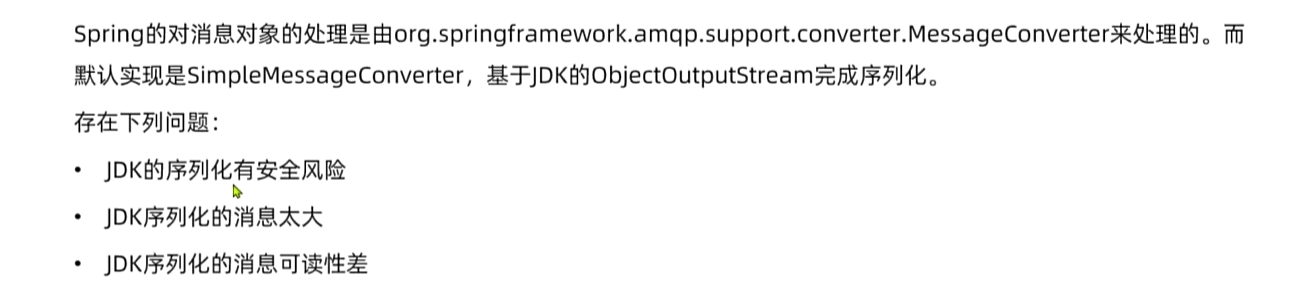 Spring的对消息对象的处理是由org.springframework.amqp.support.converter.MessageConverter来处理的。而
默认实现是SimpleMessageConverter，基于JDK的ObjectOutputStream完成序列化。
存在下列问题：
• JDK的序列化有安全风险
• JDK序列化的消息太大
• JDK序列化的消息可读性差